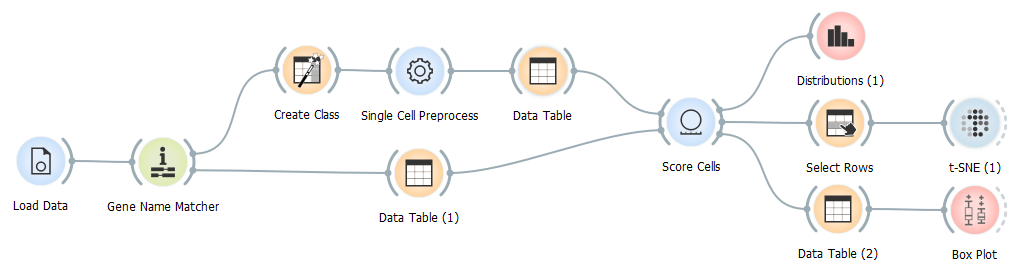 Distributions (1)
Create Class
Single Cell Preprocess
Data Table
Score Cells
Select Rows
t-SNE (1)
Load Data
Gene Name Matcher
Data Table (1)
Data Table (2)
Box Plot